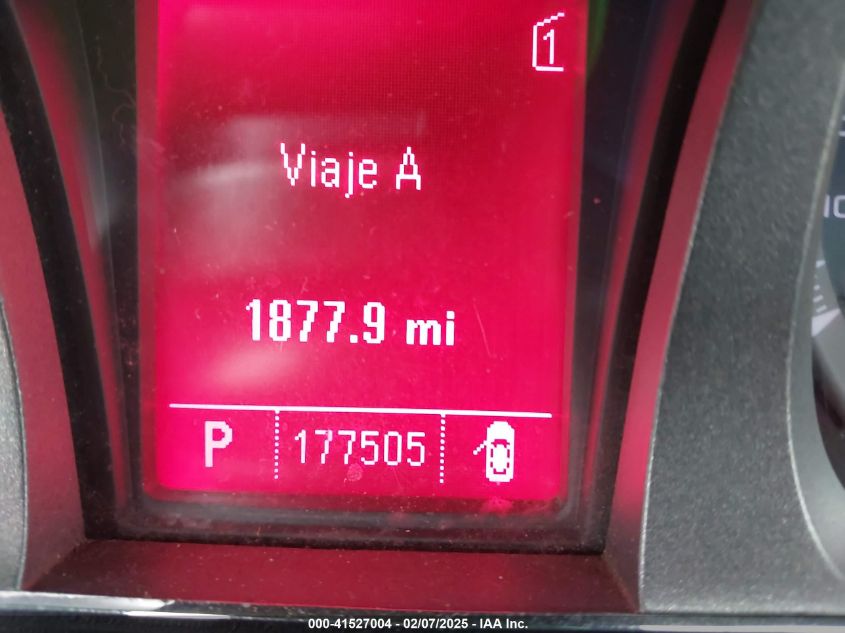 1
Viaje A
1877.9 mi
P 177505
000-41527004 - 02/07/2025 - IAA Inc.